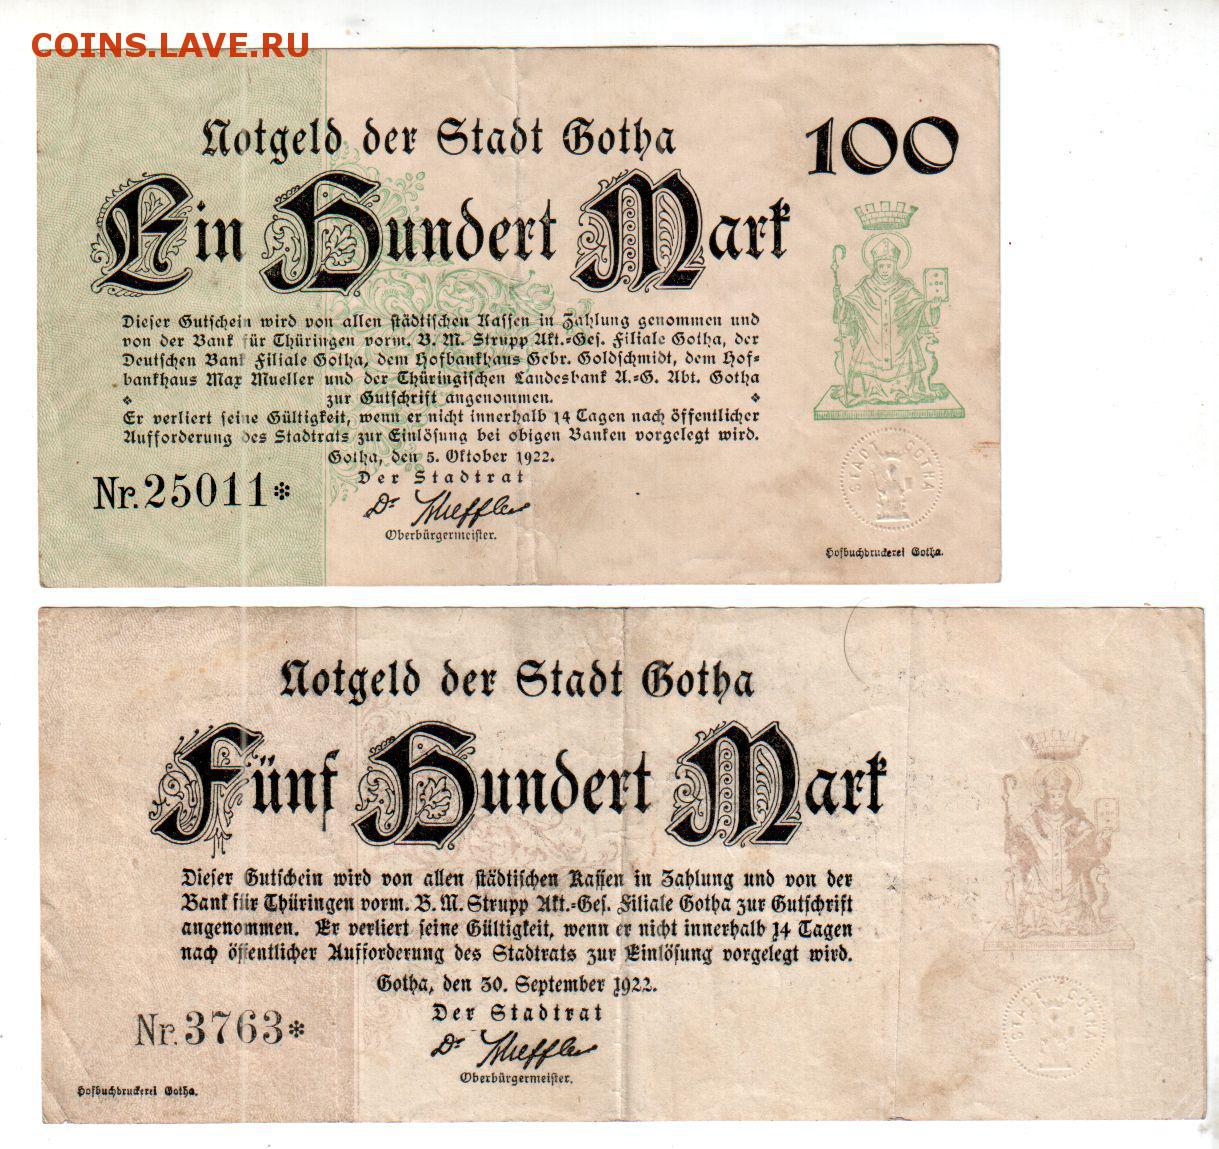 COINS.LAVE.RU
Notgeld der Stadt Gotha
100
Ein Hundert Mark
Dieser Gutschein wird von allen städtischen Kassen in Zahlung genommen und
von der Bank für Thüringen vorm. B. M. Strupp Akt.=Ges. Filiale Gotha, der
Deutschen Bank Filiale Gotha, dem Hofbankhaus Gebr. Goldschmidt, dem Hof=
bankhaus Max Mueller und der Thüringischen Landesbank A.=G. Abt. Gotha
zur Gutschrift angenommen.
Er verliert seine Gültigkeit, wenn er nicht innerhalb 14 Tagen nach öffentlicher
Aufforderung des Stadtrats zur Einlösung bei obigen Banken vorgelegt wird.
Gotha, den 5. Oktober 1922.
Der Stadtrat
Nr. 25011*
Dr Scheffler
Oberbürgermeister.
STADT GOTHA
Hofbuchdruckerei Gotha.
Notgeld der Stadt Gotha
Fünf Hundert Mark
Dieser Gutschein wird von allen städtischen Kassen in Zahlung und von der
Bank für Thüringen vorm. B. M. Strupp Akt.=Ges. Filiale Gotha zur Gutschrift
angenommen. Er verliert seine Gültigkeit, wenn er nicht innerhalb 14 Tagen
nach öffentlicher Aufforderung des Stadtrats zur Einlösung vorgelegt wird.
Gotha, den 30. September 1922.
Der Stadtrat
Nr. 3763*
Dr Scheffler
Oberbürgermeister.
STADT GOTHA
Hofbuchdruckerei Gotha.